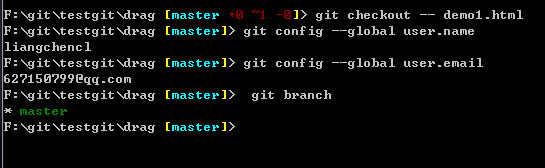 F:\git\testgit\drag [master +0 ~1 -0]> git checkout -- demo1.html
F:\git\testgit\drag [master]> git config --global user.name
liangchencl
F:\git\testgit\drag [master]> git config --global user.email
627150799@qq.com
F:\git\testgit\drag [master]>  git branch
* master
F:\git\testgit\drag [master]>